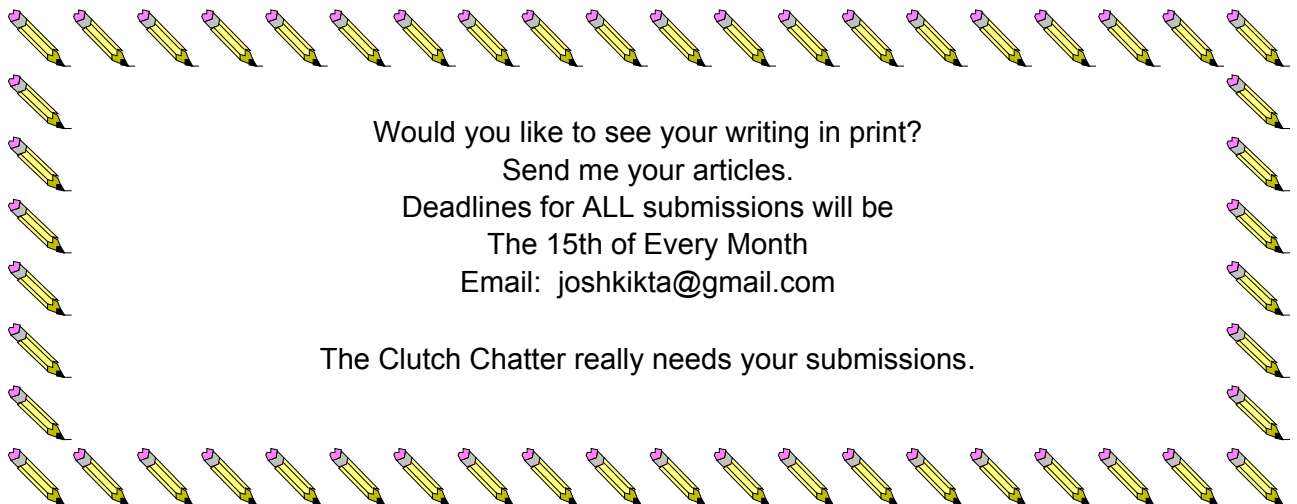 Would you like to see your writing in print?
Send me your articles.
Deadlines for ALL submissions will be
The 15th of Every Month
Email:  joshkikta@gmail.com
The Clutch Chatter really needs your submissions.